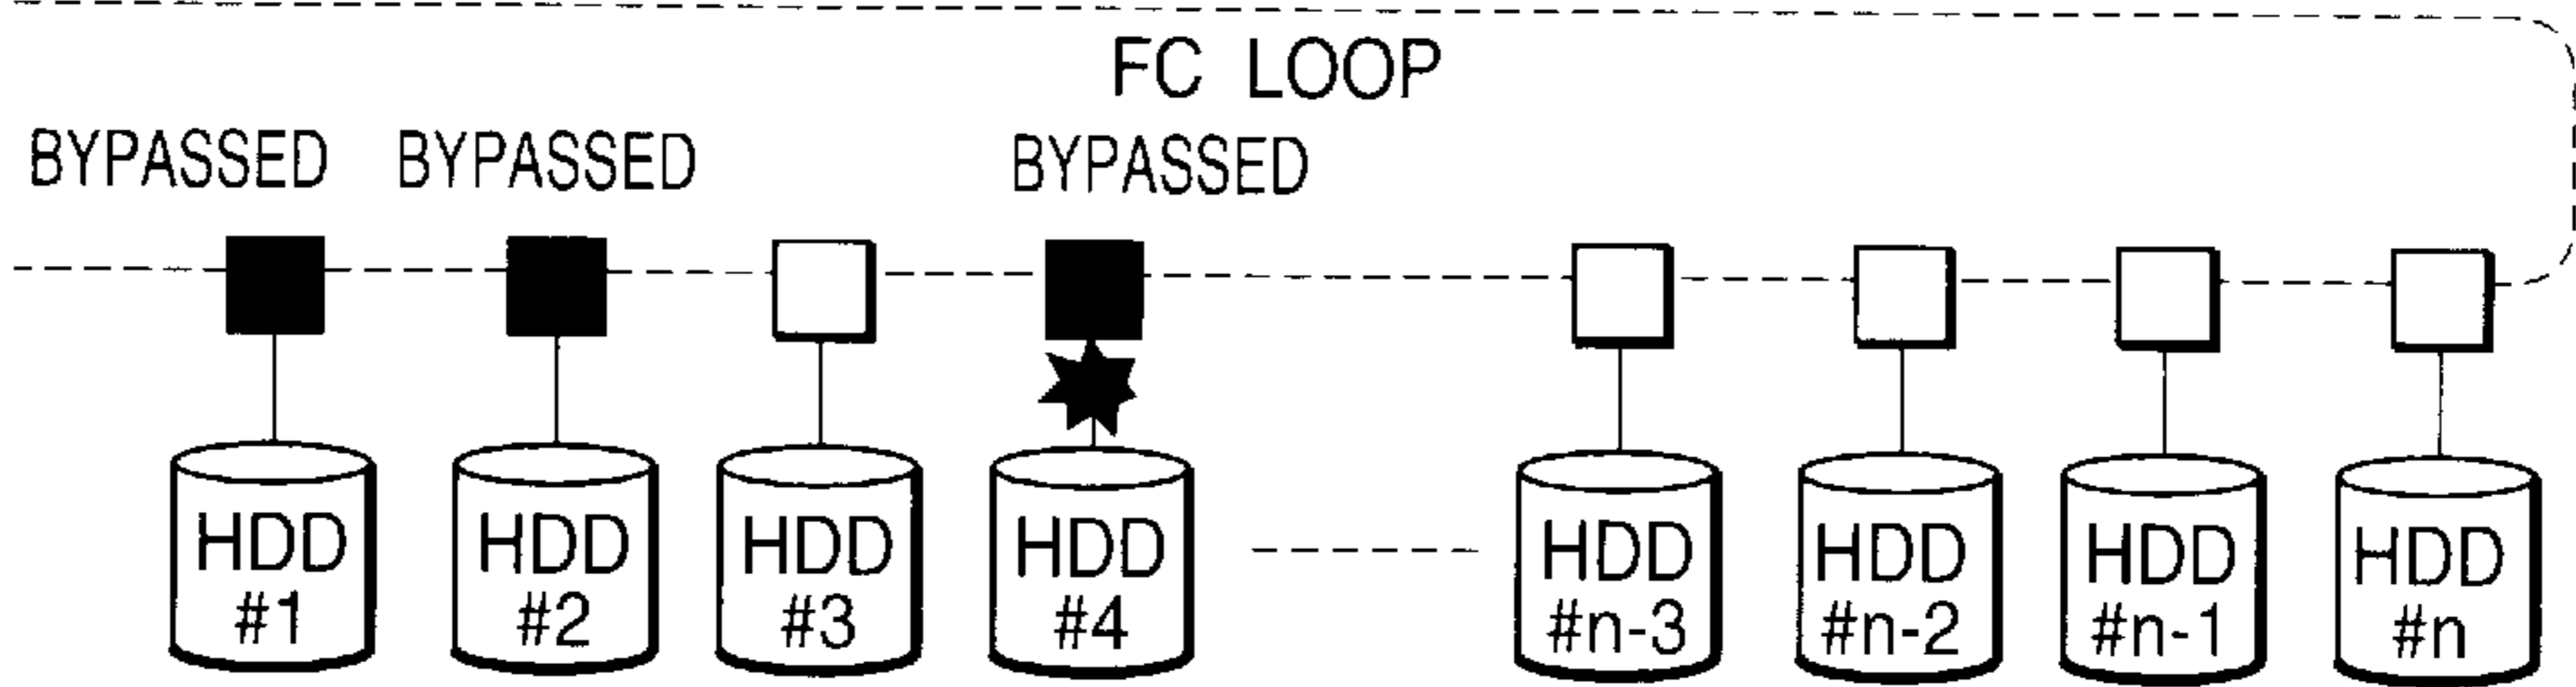 FC LOOP
BYPASSED BYPASSED BYPASSED
HDD HDD HDD HDD HDD HDD HDD HDD
#1 #2 #3 #4 #n-3 #n-2 #n-1 #n